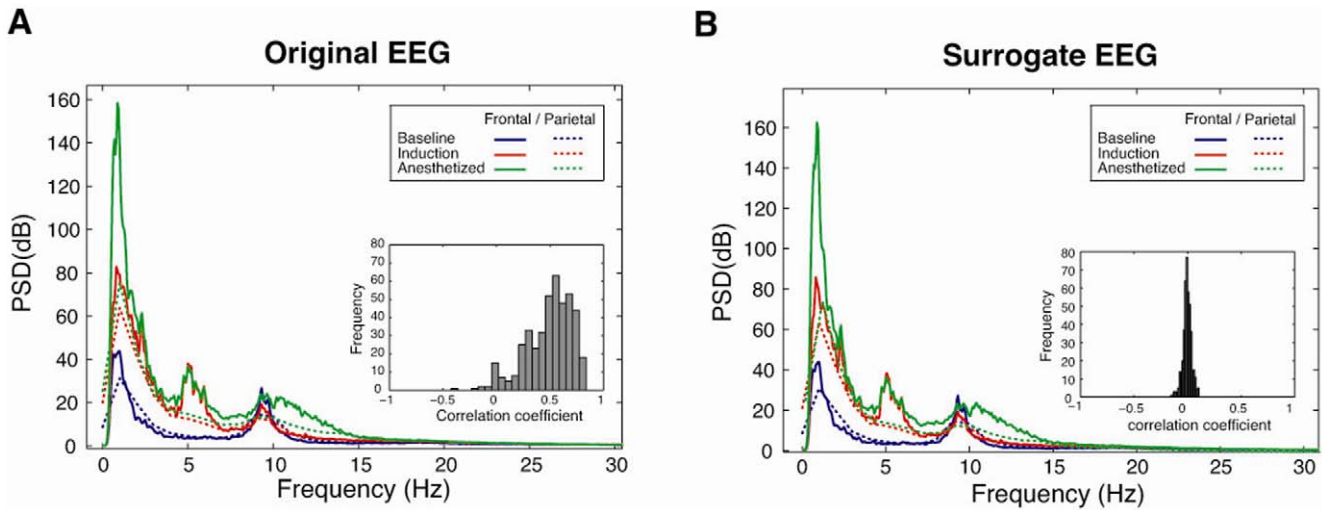 A
Original EEG
160
140
120
100
80
60
40
20
0
PSD(dB)
0 5 10 15 20 25 30
Frequency (Hz)
Frontal / Parietal
Baseline
Induction
Anesthetized
80
70
60
50
40
30
20
10
0
Frequency
−1 −0.5 0 0.5 1
Correlation coefficient
B
Surrogate EEG
160
140
120
100
80
60
40
20
0
PSD(dB)
0 5 10 15 20 25 30
Frequency (Hz)
Frontal / Parietal
Baseline
Induction
Anesthetized
80
70
60
50
40
30
20
10
0
Frequency
−1 −0.5 0 0.5 1
correlation coefficient